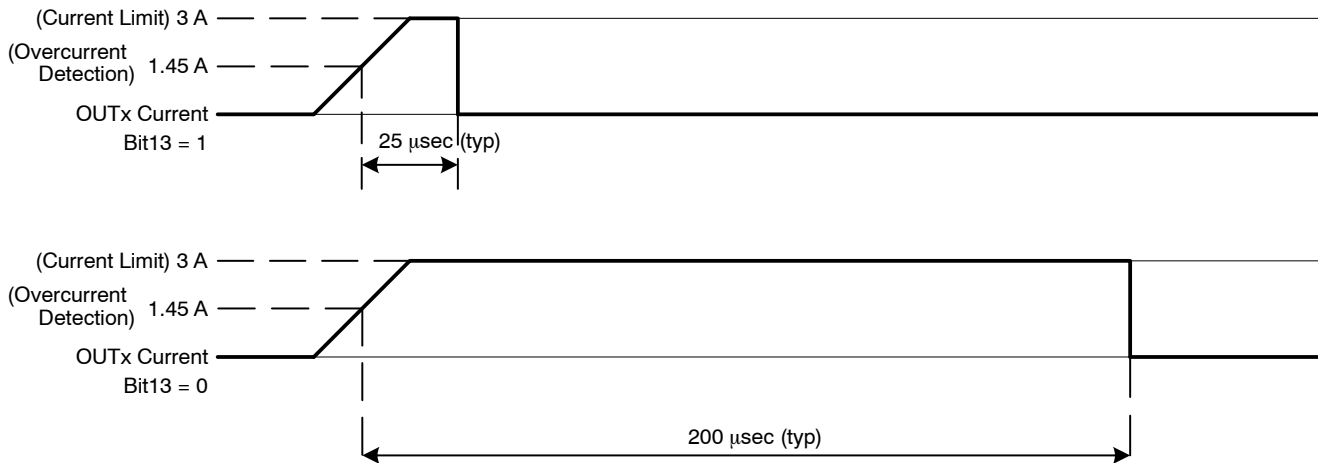 (Current Limit) 3 A
(Overcurrent
Detection) 1.45 A
OUTx Current
Bit13 = 1
25 μsec (typ)
(Current Limit) 3 A
(Overcurrent
Detection) 1.45 A
OUTx Current
Bit13 = 0
200 μsec (typ)